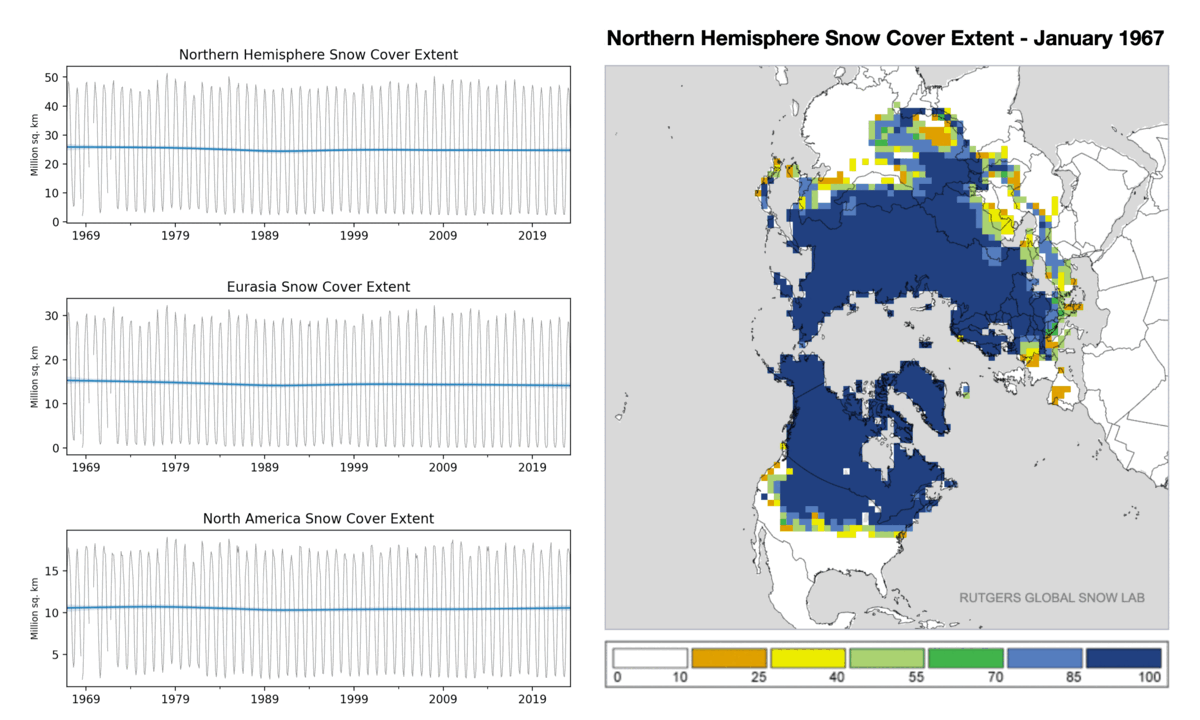 Northern Hemisphere Snow Cover Extent
Million sq. km
50
40
30
20
10
0
1969 1979 1989 1999 2009 2019
Eurasia Snow Cover Extent
Million sq. km
30
20
10
0
1969 1979 1989 1999 2009 2019
North America Snow Cover Extent
Million sq. km
15
10
5
1969 1979 1989 1999 2009 2019
Northern Hemisphere Snow Cover Extent - January 1967
RUTGERS GLOBAL SNOW LAB
0 10 25 40 55 70 85 100